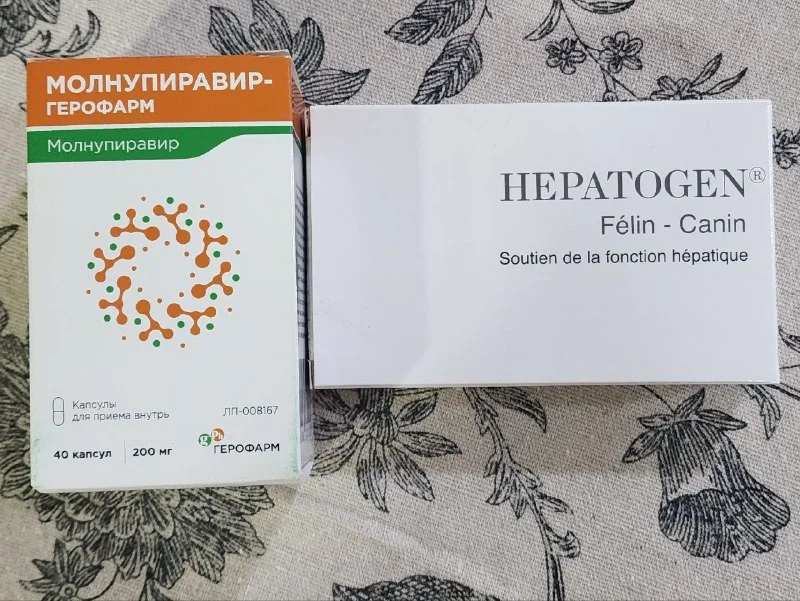 МОЛНУПИРАВИР-
ГЕРОФАРМ
Молнупиравир
Капсулы
для приема внутрь
ЛП-008167
40 капсул
200 мг
gph
ГЕРОФАРМ
HEPATOGEN®
Félin - Canin
Soutien de la fonction hépatique